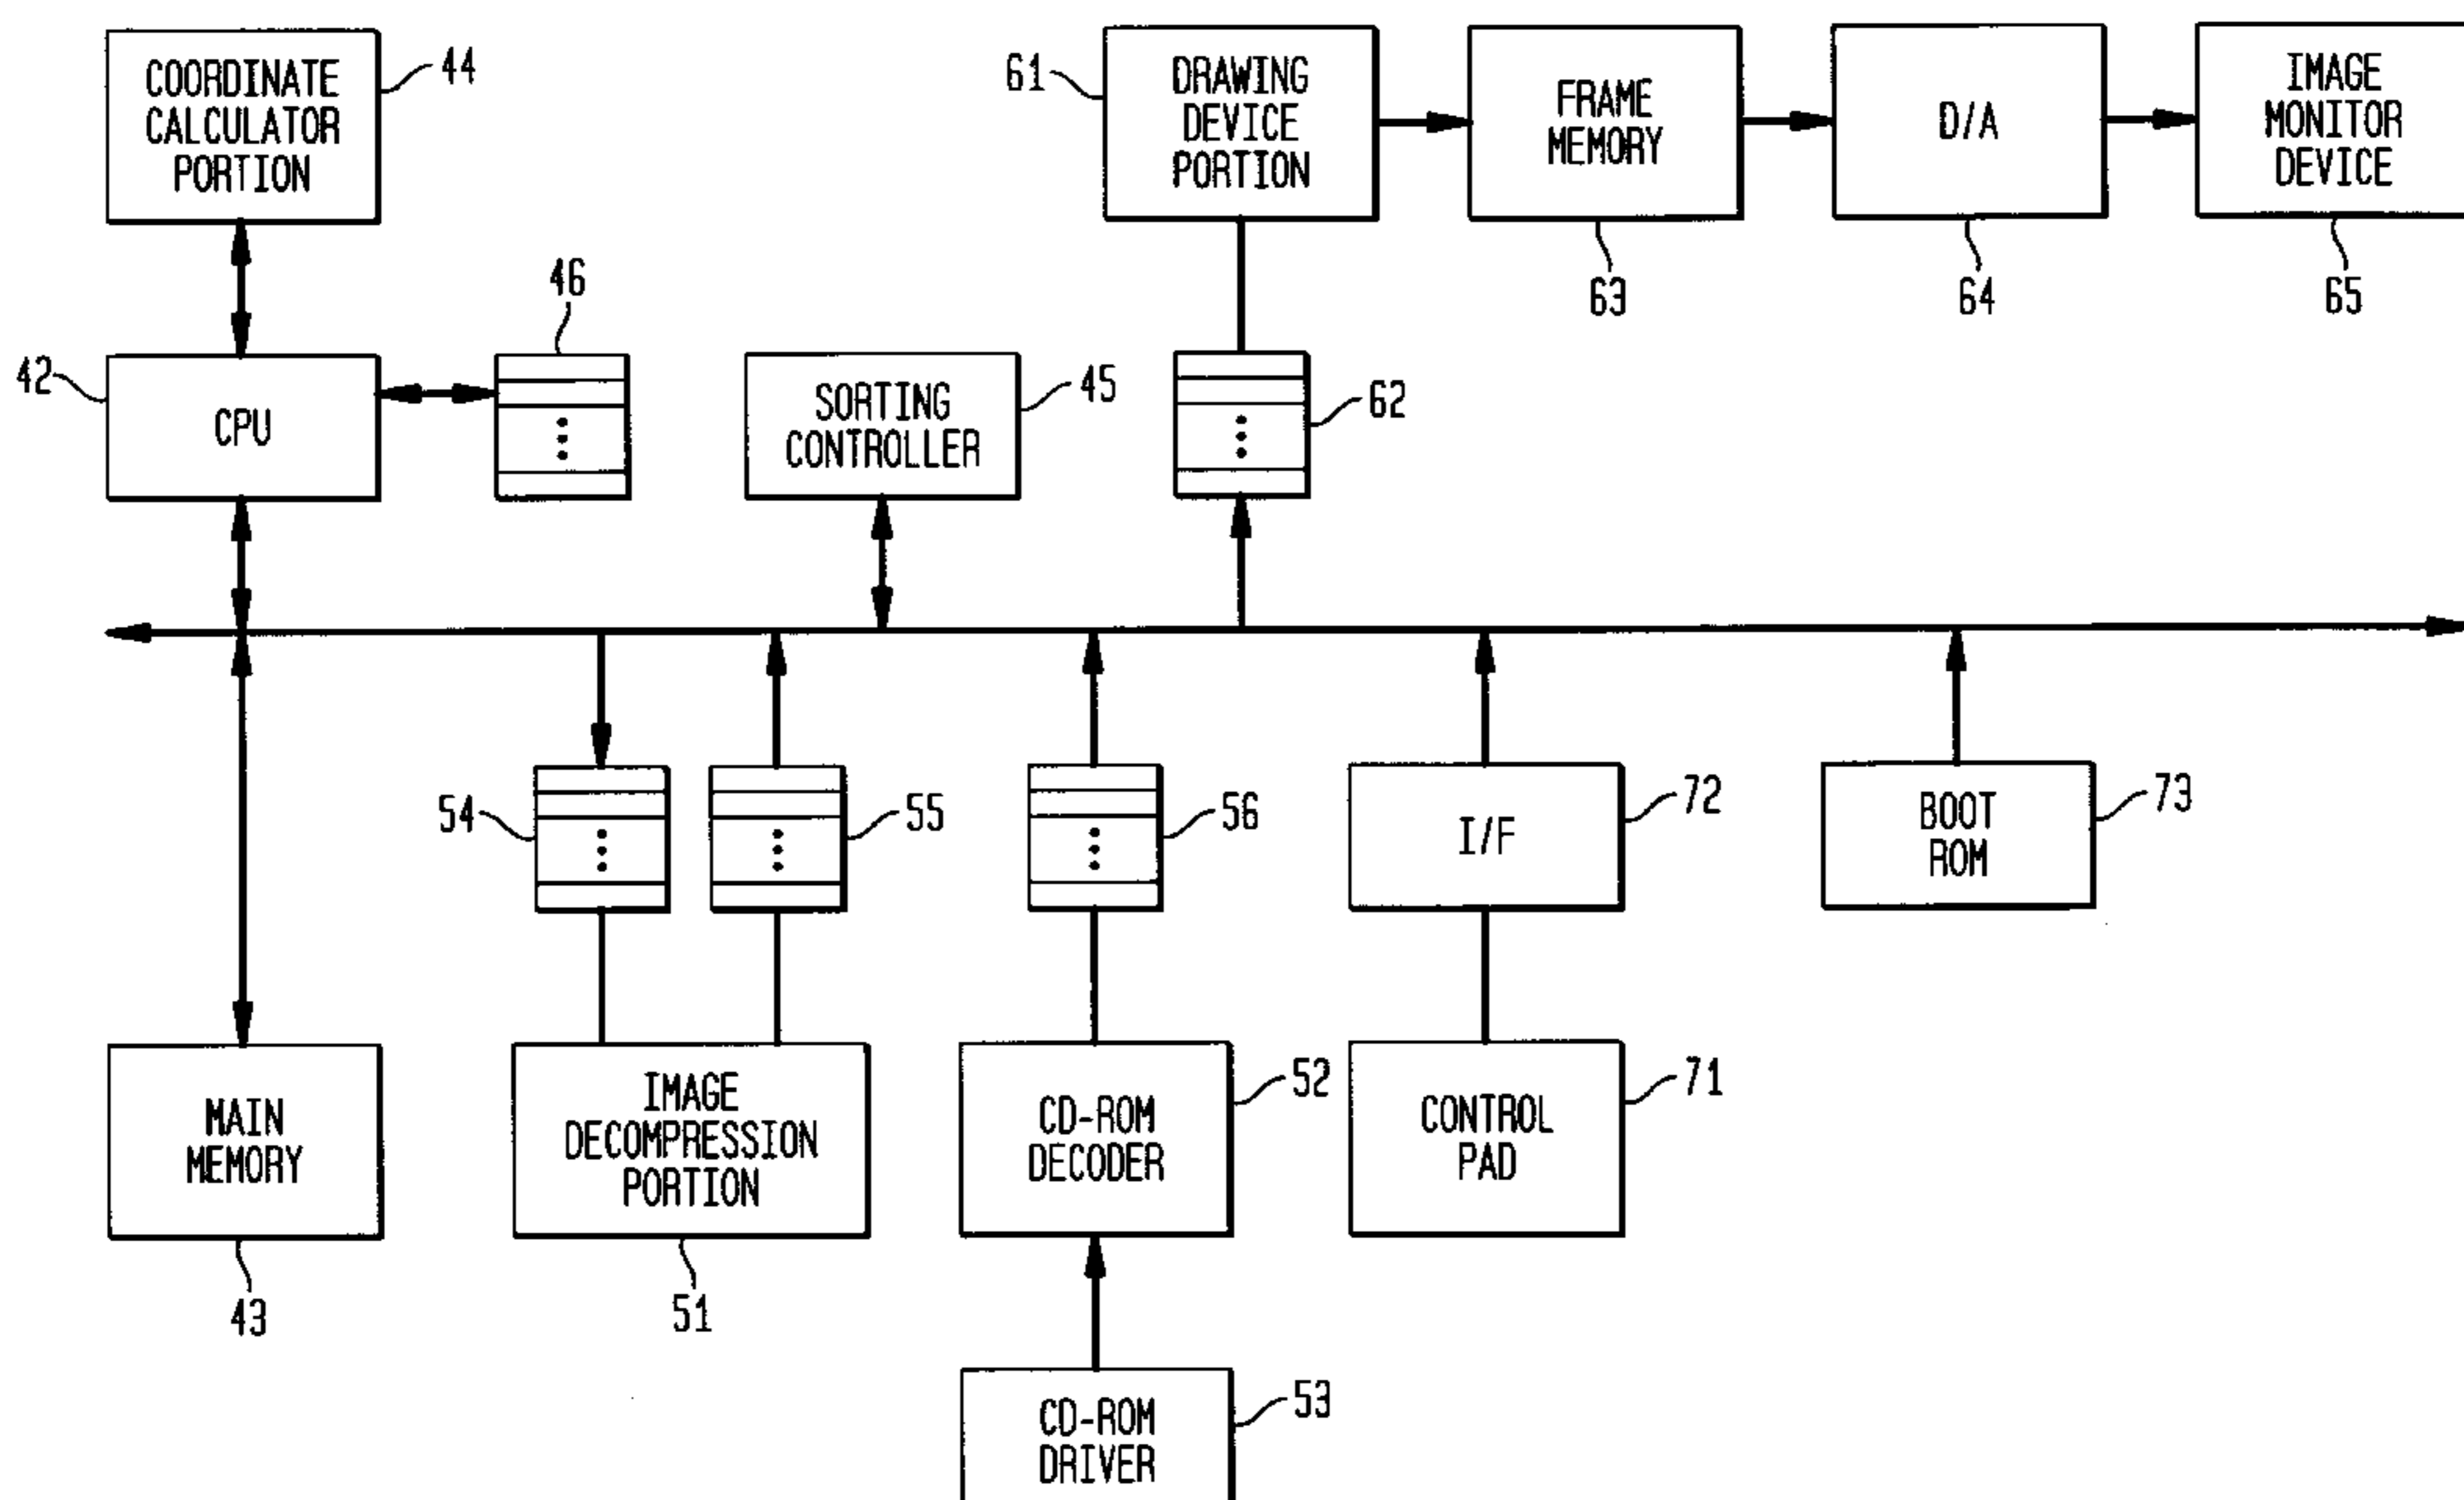 COORDINATE
CALCULATOR
PORTION
44
61
DRAWING
DEVICE
PORTION
FRAME
MEMORY
63
D/A
64
IMAGE
MONITOR
DEVICE
65
46
42
CPU
SORTING
CONTROLLER
45
62
54
55
56
I/F
72
BOOT
ROM
73
MAIN
MEMORY
43
IMAGE
DECOMPRESSION
PORTION
51
CD-ROM
DECODER
52
CONTROL
PAD
71
CD-ROM
DRIVER
53